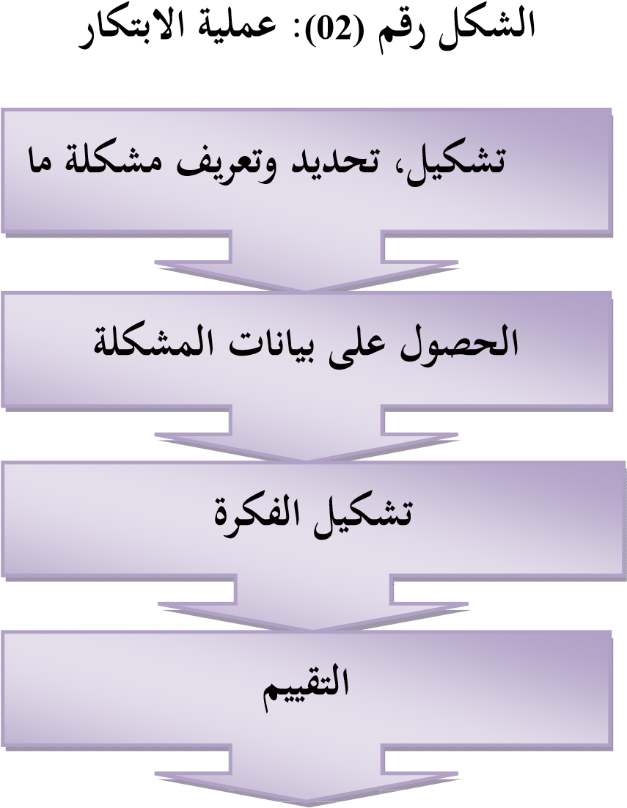 الشكل رقم (02): عملية الابتكار
تشكيل، تحديد وتعريف مشكلة ما
الحصول على بيانات المشكلة
تشكيل الفكرة
التقييم